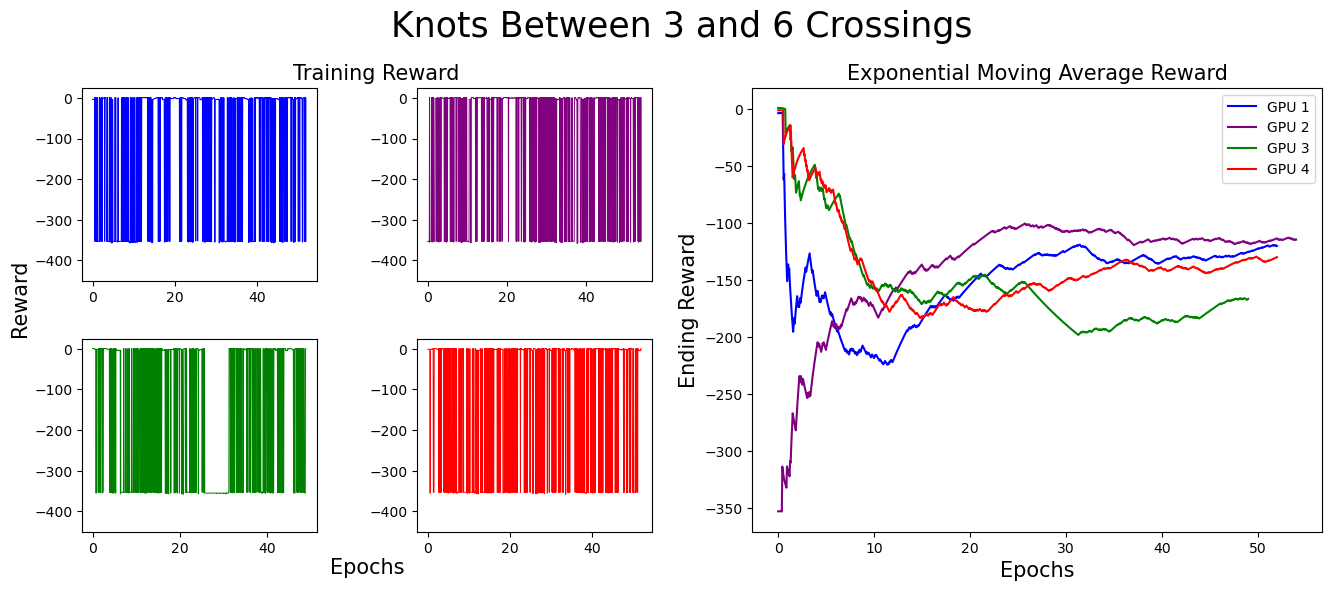 Knots Between 3 and 6 Crossings
Training Reward
Reward
0
−100
−200
−300
−400
0 20 40
0
−100
−200
−300
−400
0 20 40
0
−100
−200
−300
−400
0 20 40
0
−100
−200
−300
−400
0 20 40
Epochs
Exponential Moving Average Reward
Ending Reward
0
−50
−100
−150
−200
−250
−300
−350
GPU 1
GPU 2
GPU 3
GPU 4
0 10 20 30 40 50
Epochs